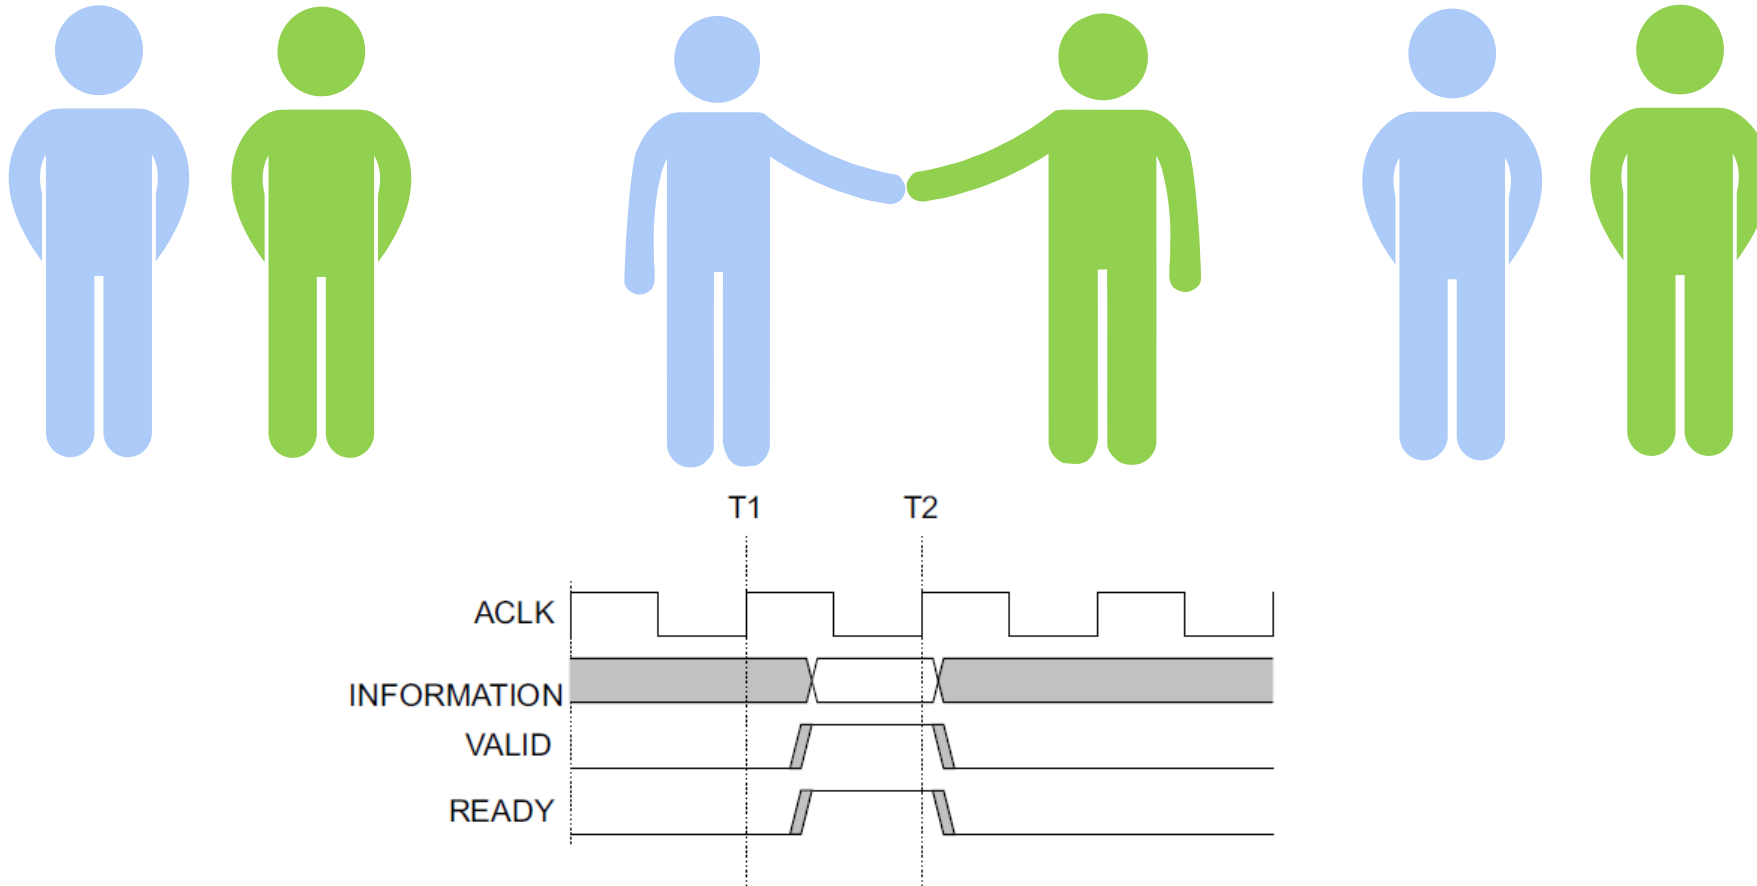 T1 T2
ACLK
INFORMATION
VALID
READY